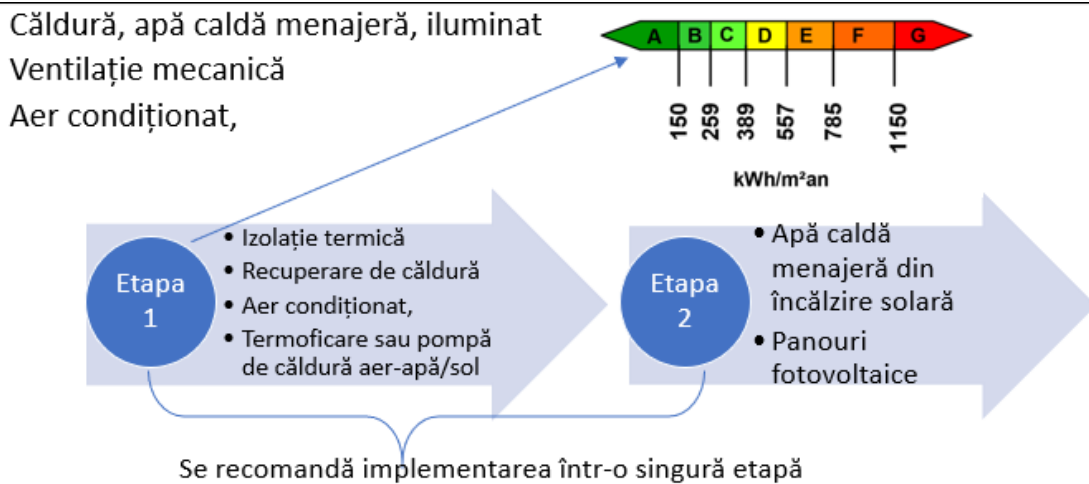 Căldură, apă caldă menajeră, iluminat
Ventilație mecanică
Aer condiționat,
A B C D E F G
150 259 389 557 785 1150
kWh/m²an
Etapa
1
• Izolație termică
• Recuperare de căldură
• Aer condiționat,
• Termoficare sau pompă
de căldură aer-apă/sol
Etapa
2
• Apă caldă
menajeră din
încălzire solară
• Panouri
fotovoltaice
Se recomandă implementarea într-o singură etapă